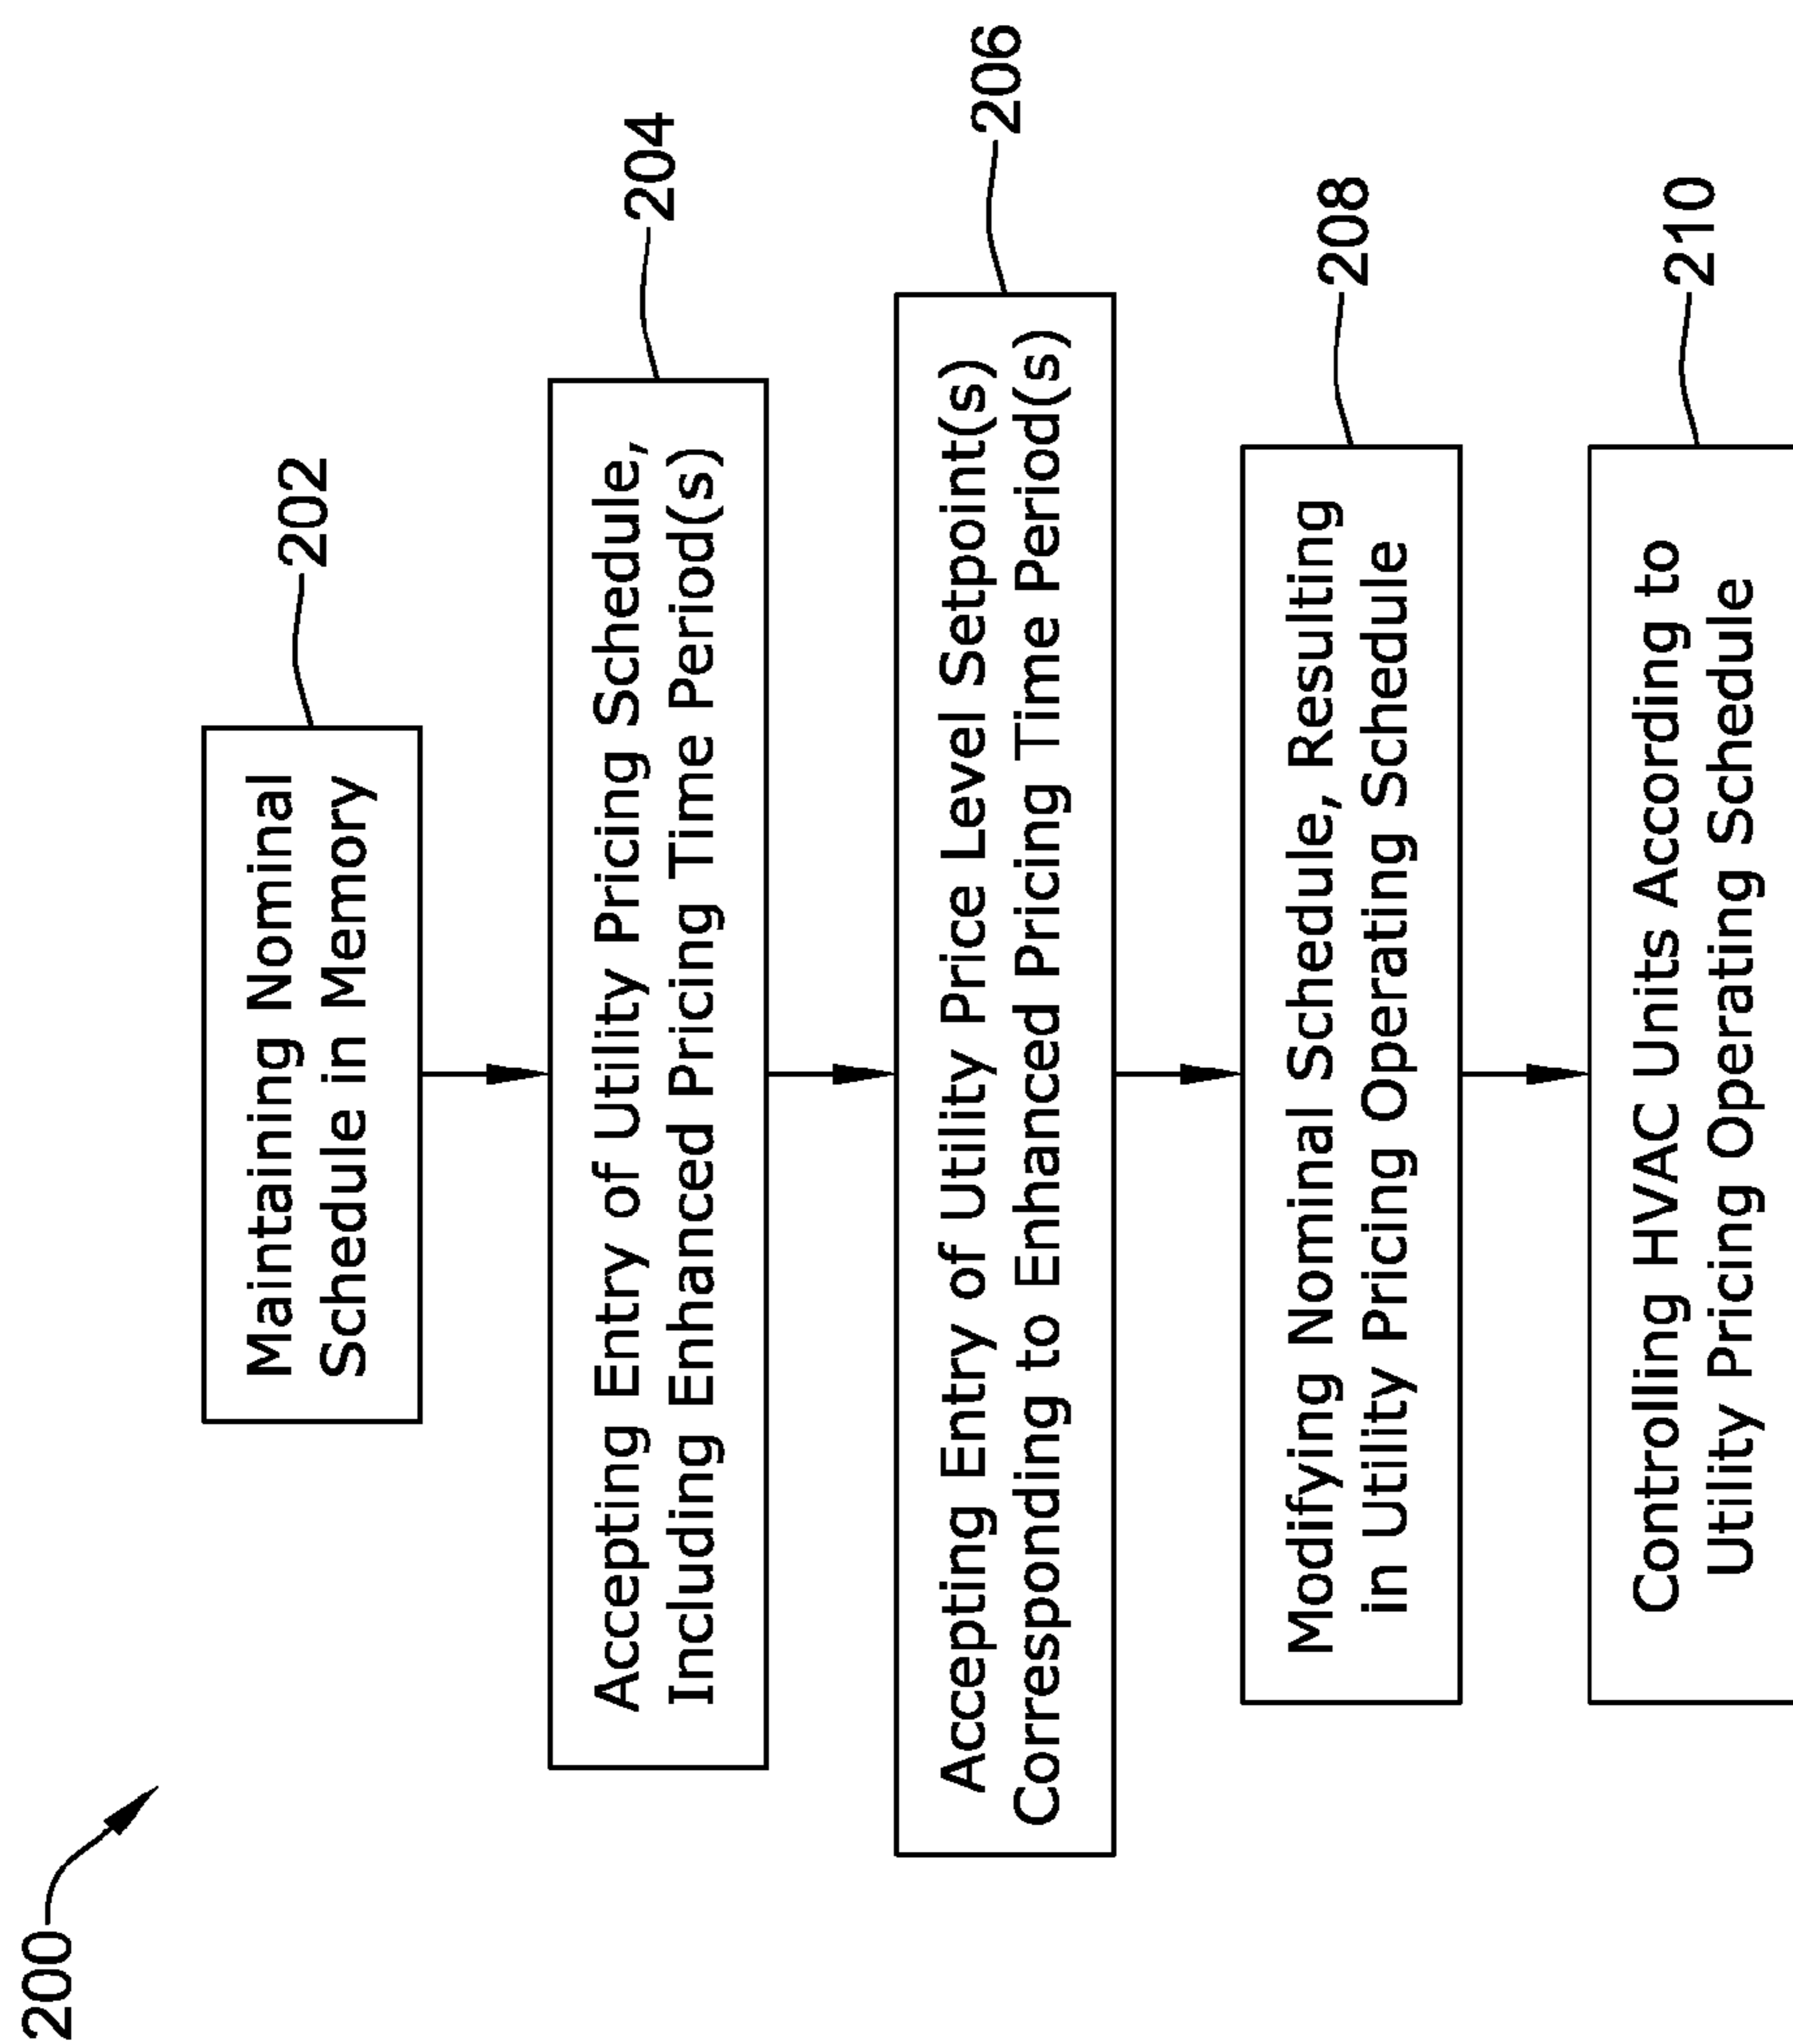 200
Maintaining Nominal
Schedule in Memory
202
Accepting Entry of Utility Pricing Schedule,
Including Enhanced Pricing Time Period(s)
204
Accepting Entry of Utility Price Level Setpoint(s)
Corresponding to Enhanced Pricing Time Period(s)
206
Modifying Nominal Schedule, Resulting
in Utility Pricing Operating Schedule
208
Controlling HVAC Units According to
Utility Pricing Operating Schedule
210